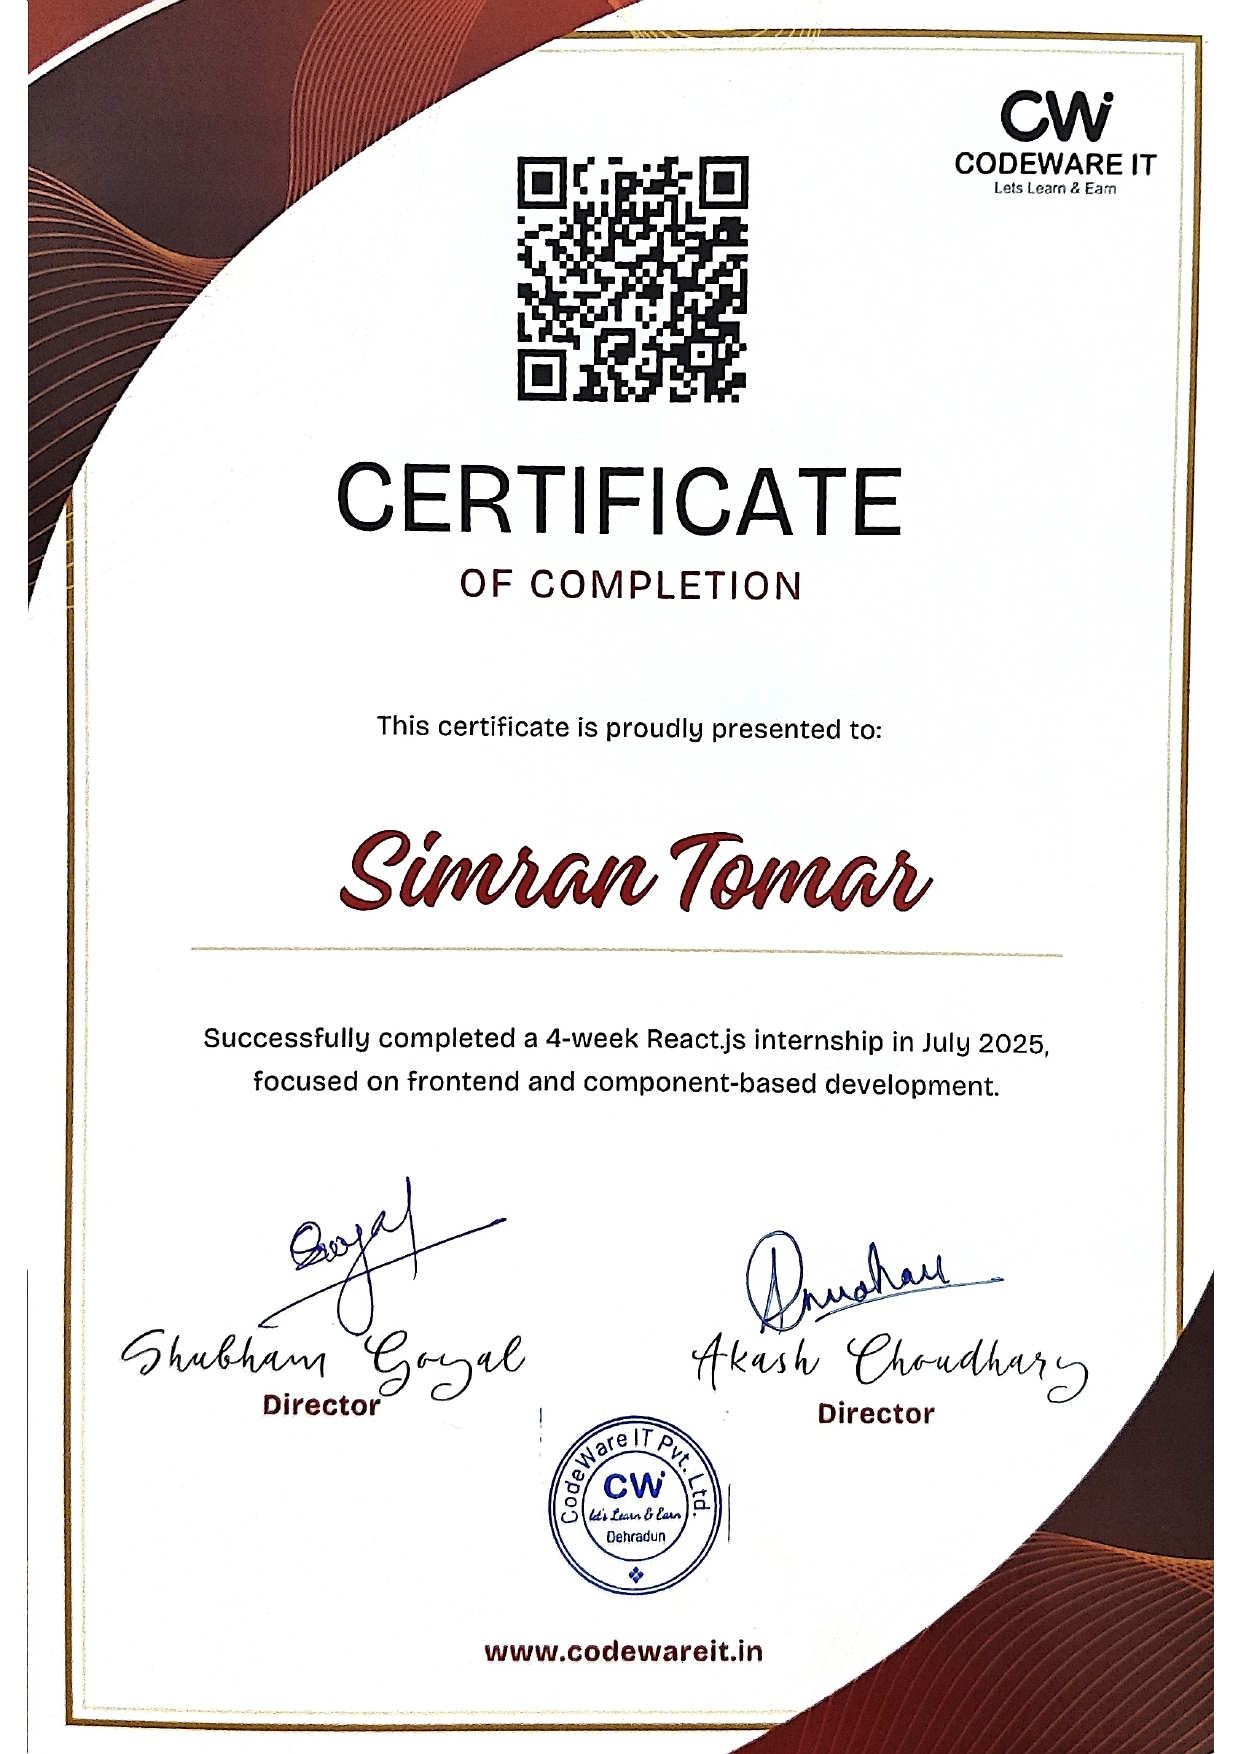 CWi
CODEWARE IT
Lets Learn & Earn
CERTIFICATE
OF COMPLETION
This certificate is proudly presented to:
Simran Tomar
Successfully completed a 4-week React.js internship in July 2025,
focused on frontend and component-based development.
Goyal
Shubham Goyal
Director
Akash Choudhary
Director
CodeWare IT Pvt. Ltd.
CWi
Let's Learn & Earn
Dehradun
www.codewareit.in